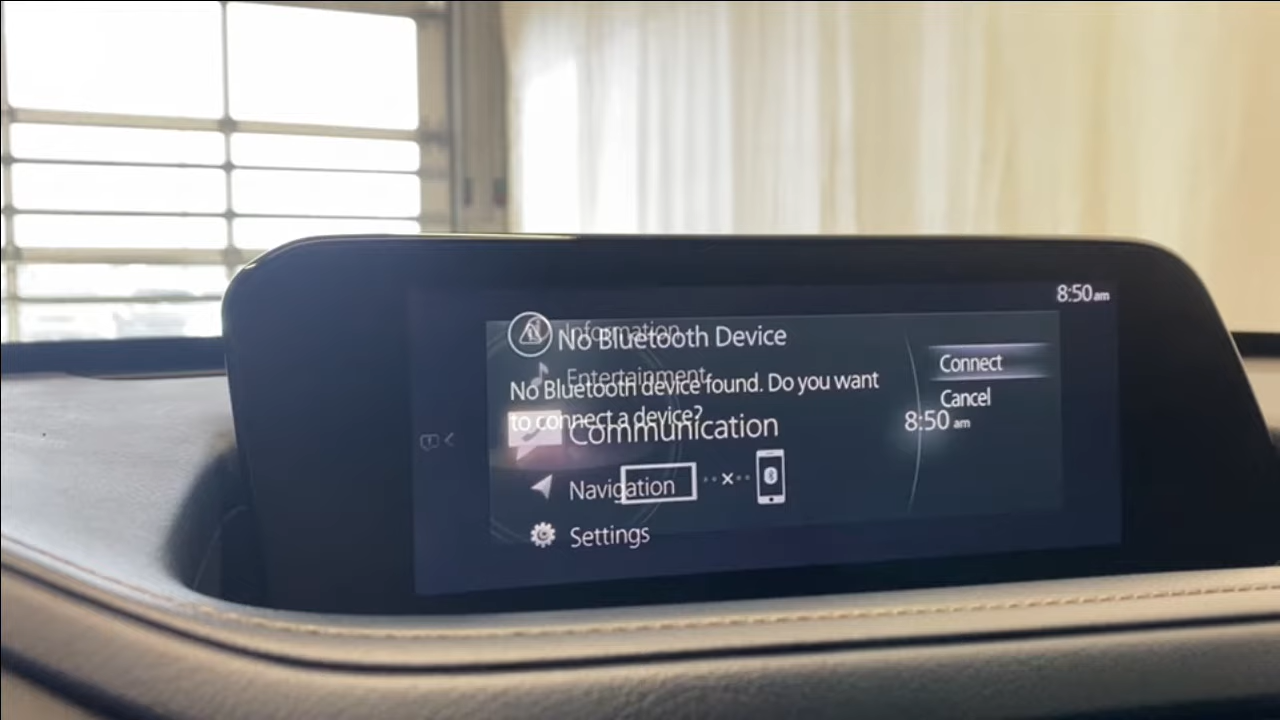 8:50 am
No Bluetooth Device
No Bluetooth device found. Do you want
to connect a device?
Connect
Cancel
Information
Entertainment
Communication
8:50 am
Navigation
Settings